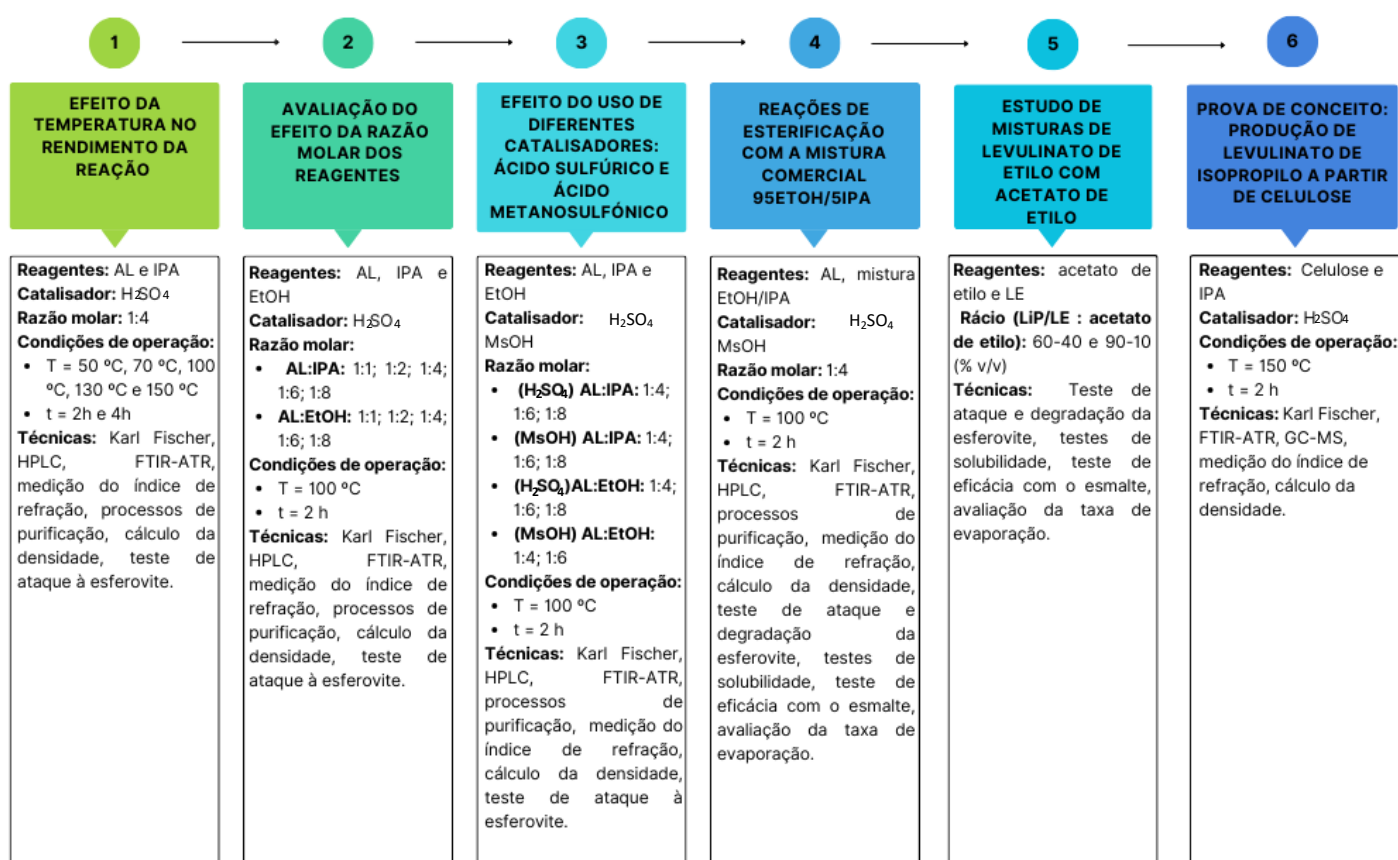 1
2
3
4
5
6
EFEITO DA
TEMPERATURA NO
RENDIMENTO DA
REAÇÃO
AVALIAÇÃO DO
EFEITO DA RAZÃO
MOLAR DOS
REAGENTES
EFEITO DO USO DE
DIFERENTES
CATALISADORES:
ÁCIDO SULFÚRICO E
ÁCIDO
METANOSULFÓNICO
REAÇÕES DE
ESTERIFICAÇÃO
COM A MISTURA
COMERCIAL
95ETOH/5IPA
ESTUDO DE
MISTURAS DE
LEVULINATO DE
ETILO COM
ACETATO DE
ETILO
PROVA DE CONCEITO:
PRODUÇÃO DE
LEVULINATO DE
ISOPROPILO A PARTIR
DE CELULOSE
Reagentes: AL e IPA
Catalisador: H2SO4
Razão molar: 1:4
Condições de operação:
• T = 50 ºC, 70 ºC, 100
ºC, 130 ºC e 150 ºC
• t = 2h e 4h
Técnicas: Karl Fischer,
HPLC, FTIR-ATR,
medição do índice de
refração, processos de
purificação, cálculo da
densidade, teste de
ataque à esferovite.
Reagentes: AL, IPA e
EtOH
Catalisador: H2SO4
Razão molar:
• AL:IPA: 1:1; 1:2; 1:4;
1:6; 1:8
• AL:EtOH: 1:1; 1:2; 1:4;
1:6; 1:8
Condições de operação:
• T = 100 ºC
• t = 2 h
Técnicas: Karl Fischer,
HPLC, FTIR-ATR,
medição do índice de
refração, processos de
purificação, cálculo da
densidade, teste de
ataque à esferovite.
Reagentes: AL, IPA e
EtOH
Catalisador: H2SO4
MsOH
Razão molar:
• (H2SO4) AL:IPA: 1:4;
1:6; 1:8
• (MsOH) AL:IPA: 1:4;
1:6; 1:8
• (H2SO4)AL:EtOH: 1:4;
1:6; 1:8
• (MsOH) AL:EtOH:
1:4; 1:6
Condições de operação:
• T = 100 ºC
• t = 2 h
Técnicas: Karl Fischer,
HPLC, FTIR-ATR,
processos de
purificação, medição do
índice de refração,
cálculo da densidade,
teste de ataque à
esferovite.
Reagentes: AL, mistura
EtOH/IPA
Catalisador: H2SO4
MsOH
Razão molar: 1:4
Condições de operação:
• T = 100 ºC
• t = 2 h
Técnicas: Karl Fischer,
HPLC, FTIR-ATR,
processos de
purificação, medição do
índice de refração,
cálculo da densidade,
teste de ataque e
degradação da
esferovite, testes de
solubilidade, teste de
eficácia com o esmalte,
avaliação da taxa de
evaporação.
Reagentes: acetato de
etilo e LE
Rácio (LiP/LE : acetato
de etilo): 60-40 e 90-10
(% v/v)
Técnicas: Teste de
ataque e degradação da
esferovite, testes de
solubilidade, teste de
eficácia com o esmalte,
avaliação da taxa de
evaporação.
Reagentes: Celulose e
IPA
Catalisador: H2SO4
Condições de operação:
• T = 150 ºC
• t = 2 h
Técnicas: Karl Fischer,
FTIR-ATR, GC-MS,
medição do índice de
refração, cálculo da
densidade.